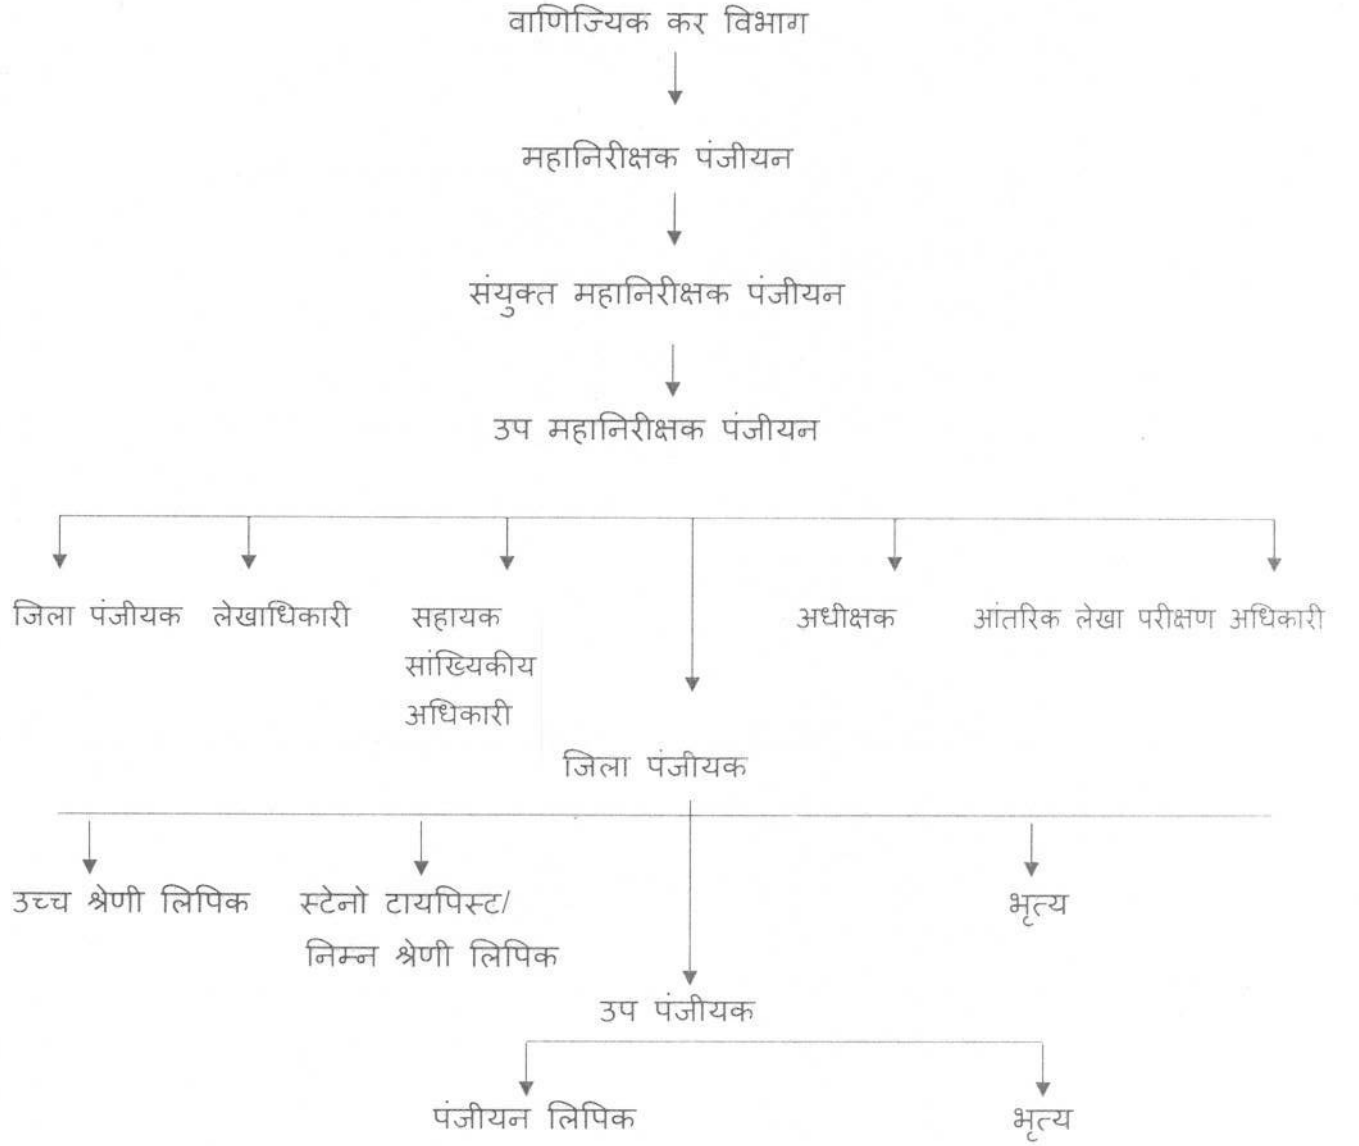 वाणिज्यिक कर विभाग
महानिरीक्षक पंजीयन
संयुक्त महानिरीक्षक पंजीयन
उप महानिरीक्षक पंजीयन
जिला पंजीयक लेखाधिकारी सहायक अधीक्षक आंतरिक लेखा परीक्षण अधिकारी
सांख्यिकीय
अधिकारी
जिला पंजीयक
उच्च श्रेणी लिपिक स्टेनो टायपिस्ट/ भृत्य
निम्न श्रेणी लिपिक
उप पंजीयक
पंजीयन लिपिक भृत्य